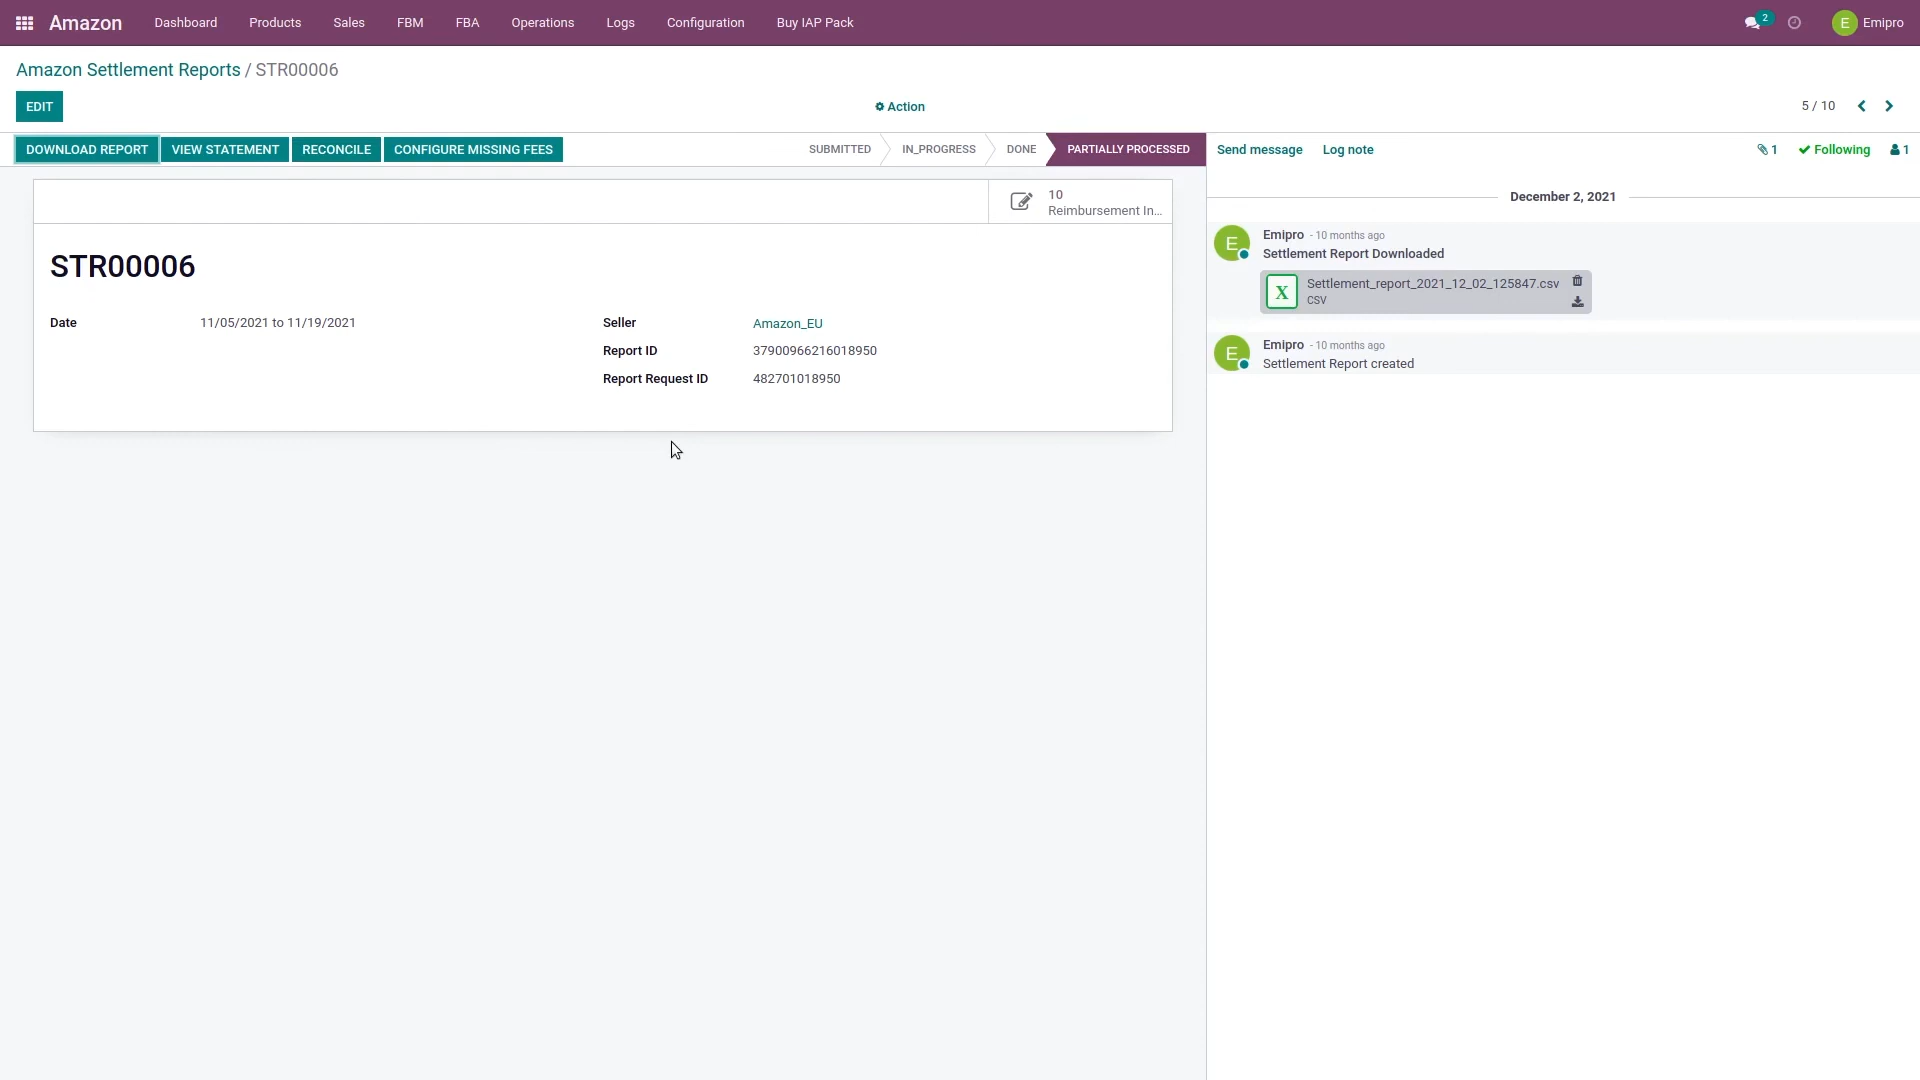 Amazon Dashboard Products Sales FBM FBA Operations Logs Configuration Buy IAP Pack 2 E Emipro
Amazon Settlement Reports / STR00006
EDIT Action 5 / 10
DOWNLOAD REPORT VIEW STATEMENT RECONCILE CONFIGURE MISSING FEES SUBMITTED IN_PROGRESS DONE PARTIALLY PROCESSED Send message Log note 1 Following 1
10
Reimbursement In...
STR00006
Date 11/05/2021 to 11/19/2021
Seller Amazon_EU
Report ID 37900966216018950
Report Request ID 482701018950
December 2, 2021
E Emipro - 10 months ago
Settlement Report Downloaded
X Settlement_report_2021_12_02_125847.csv
CSV
E Emipro - 10 months ago
Settlement Report created